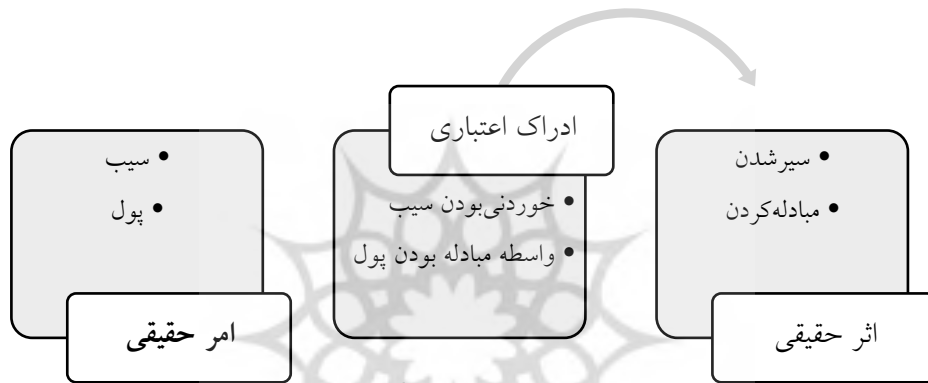 سیب
پول
امر حقیقی
ادراک اعتباری
خوردنی‌بودن سیب
واسطه مبادله بودن پول
سیرشدن
مبادله‌کردن
اثر حقیقی